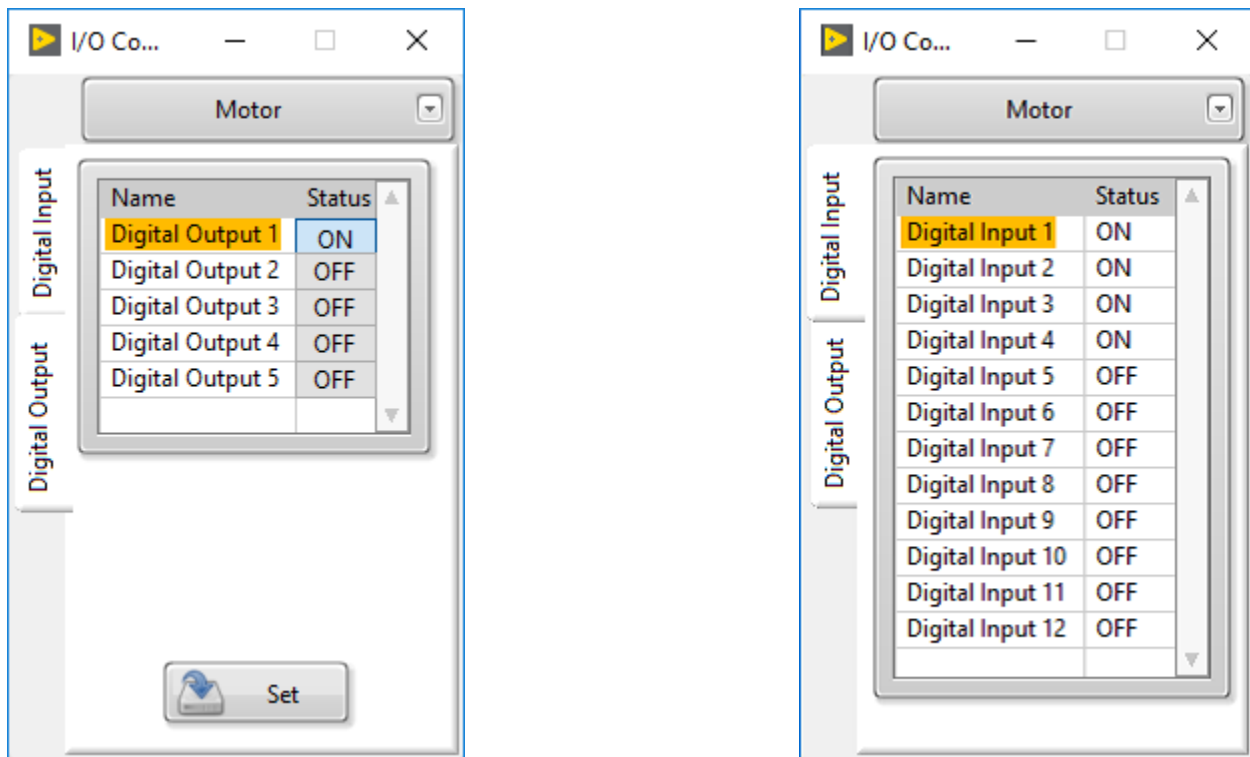 I/O Co...
Motor
Digital Input
Digital Output
Name Status
Digital Output 1 ON
Digital Output 2 OFF
Digital Output 3 OFF
Digital Output 4 OFF
Digital Output 5 OFF
Set
I/O Co...
Motor
Digital Input
Digital Output
Name Status
Digital Input 1 ON
Digital Input 2 ON
Digital Input 3 ON
Digital Input 4 ON
Digital Input 5 OFF
Digital Input 6 OFF
Digital Input 7 OFF
Digital Input 8 OFF
Digital Input 9 OFF
Digital Input 10 OFF
Digital Input 11 OFF
Digital Input 12 OFF